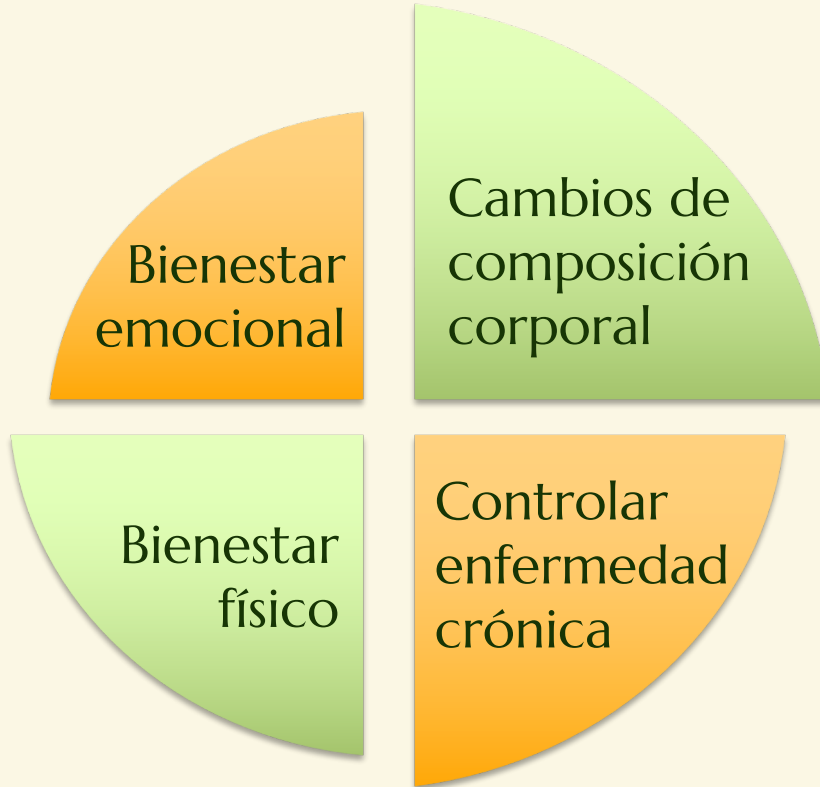 Bienestar
emocional
Cambios de
composición
corporal
Bienestar
físico
Controlar
enfermedad
crónica